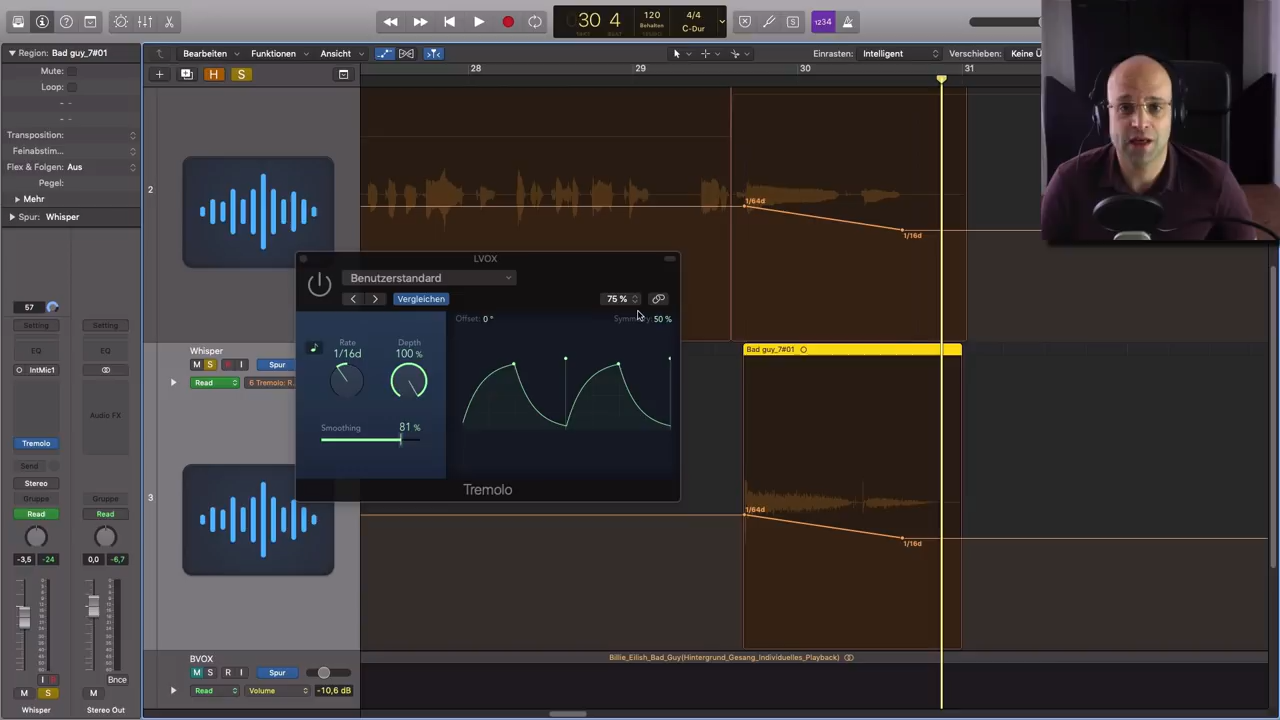 30 4
TAKT BEAT
120
Behalten
4/4
C-Dur
1234
Region: Bad guy_7#01
Bearbeiten
Funktionen
Ansicht
Einrasten: Intelligent
Verschieben: Keine Ü
Mute:
H
S
28
29
30
31
Loop:
Transposition:
Feinabstim...
Flex & Folgen: Aus
Pegel:
Mehr
Spur: Whisper
2
1/64d
1/16d
LVOX
Benutzerstandard
Vergleichen
75 %
Offset: 0 °
50 %
Rate
1/16d
Depth
100 %
Smoothing
81 %
Tremolo
57
Setting
Setting
EQ
EQ
IntMic1
Audio FX
Tremolo
Send
Stereo
Gruppe
Gruppe
Read
Read
-3,5
-24
0,0
-6,7
I
R
Bnce
M
S
M
Whisper
Stereo Out
Whisper
M S R I
Spur
Read
6 Tremolo: R.
Bad guy_7#01
3
1/64d
1/16d
BVOX
Billie_Eilish_Bad_Guy(Hintergrund_Gesang_Individuelles_Playback)
M S R I
Spur
Read
Volume
-10,6 dB